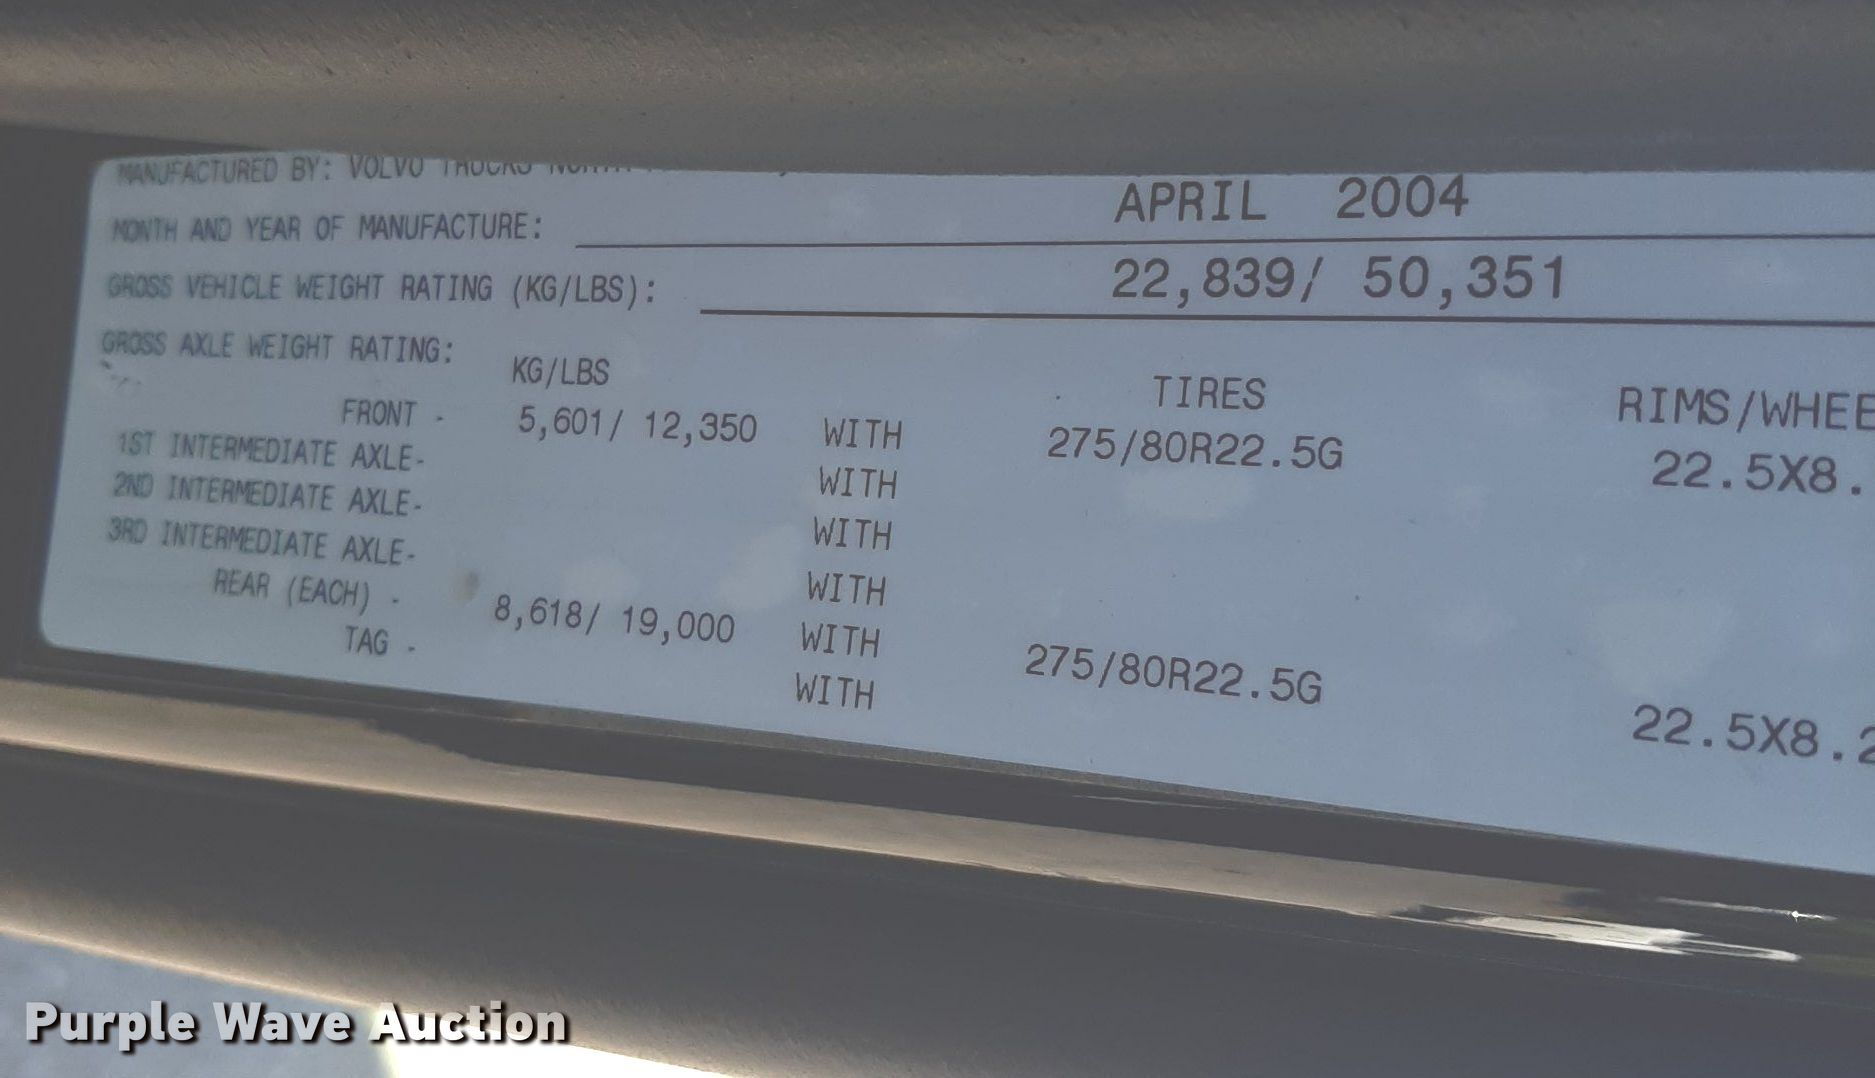 MANUFACTURED BY: VOLVO TRUCKS NORTH
MONTH AND YEAR OF MANUFACTURE: APRIL 2004
GROSS VEHICLE WEIGHT RATING (KG/LBS): 22,839/ 50,351
GROSS AXLE WEIGHT RATING:
KG/LBS TIRES RIMS/WHEE
FRONT - 5,601/ 12,350 WITH 275/80R22.5G 22.5X8.
1ST INTERMEDIATE AXLE- WITH
2ND INTERMEDIATE AXLE- WITH
3RD INTERMEDIATE AXLE- WITH
REAR (EACH) - 8,618/ 19,000 WITH 275/80R22.5G 22.5X8.2
TAG - WITH
Purple Wave Auction